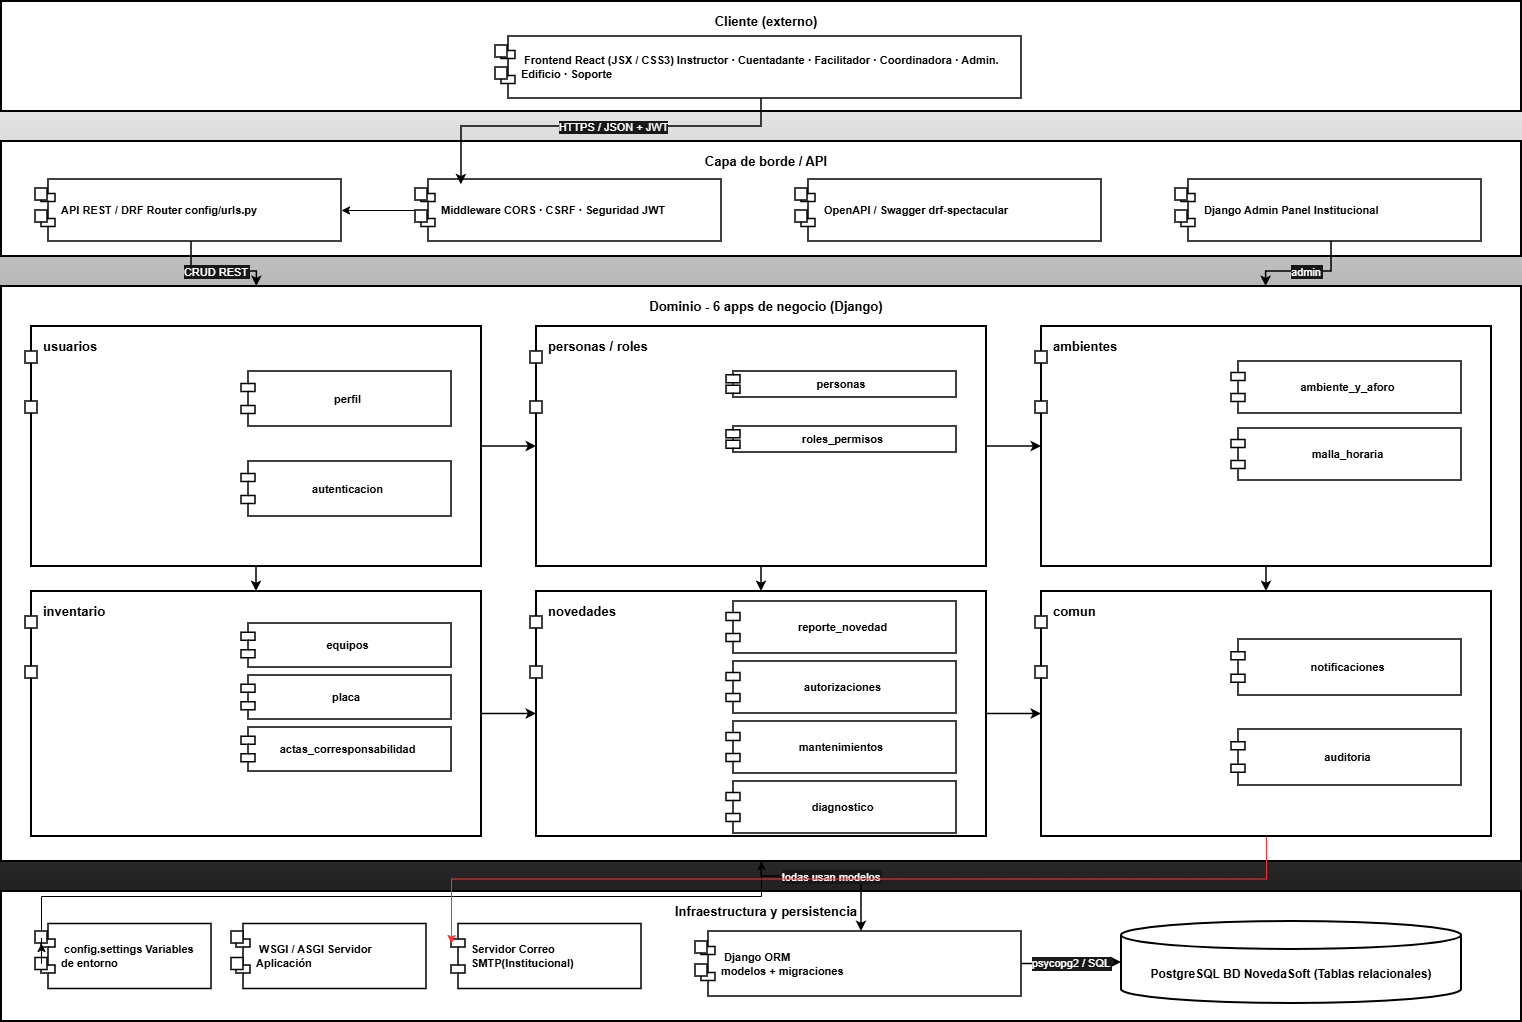 Cliente (externo)
Frontend React (JSX / CSS3) Instructor · Cuentadante · Facilitador · Coordinadora · Admin.
Edificio · Soporte
HTTPS / JSON + JWT
Capa de borde / API
API REST / DRF Router config/urls.py
Middleware CORS · CSRF · Seguridad JWT
OpenAPI / Swagger drf-spectacular
Django Admin Panel Institucional
CRUD REST
admin
Dominio - 6 apps de negocio (Django)
usuarios
perfil
autenticacion
personas / roles
personas
roles_permisos
ambientes
ambiente_y_aforo
malla_horaria
inventario
equipos
placa
actas_corresponsabilidad
novedades
reporte_novedad
autorizaciones
mantenimientos
diagnostico
comun
notificaciones
auditoria
todas usan modelos
Infraestructura y persistencia
config.settings Variables
de entorno
WSGI / ASGI Servidor
Aplicación
Servidor Correo
SMTP(Institucional)
Django ORM
modelos + migraciones
psycopg2 / SQL
PostgreSQL BD NovedaSoft (Tablas relacionales)